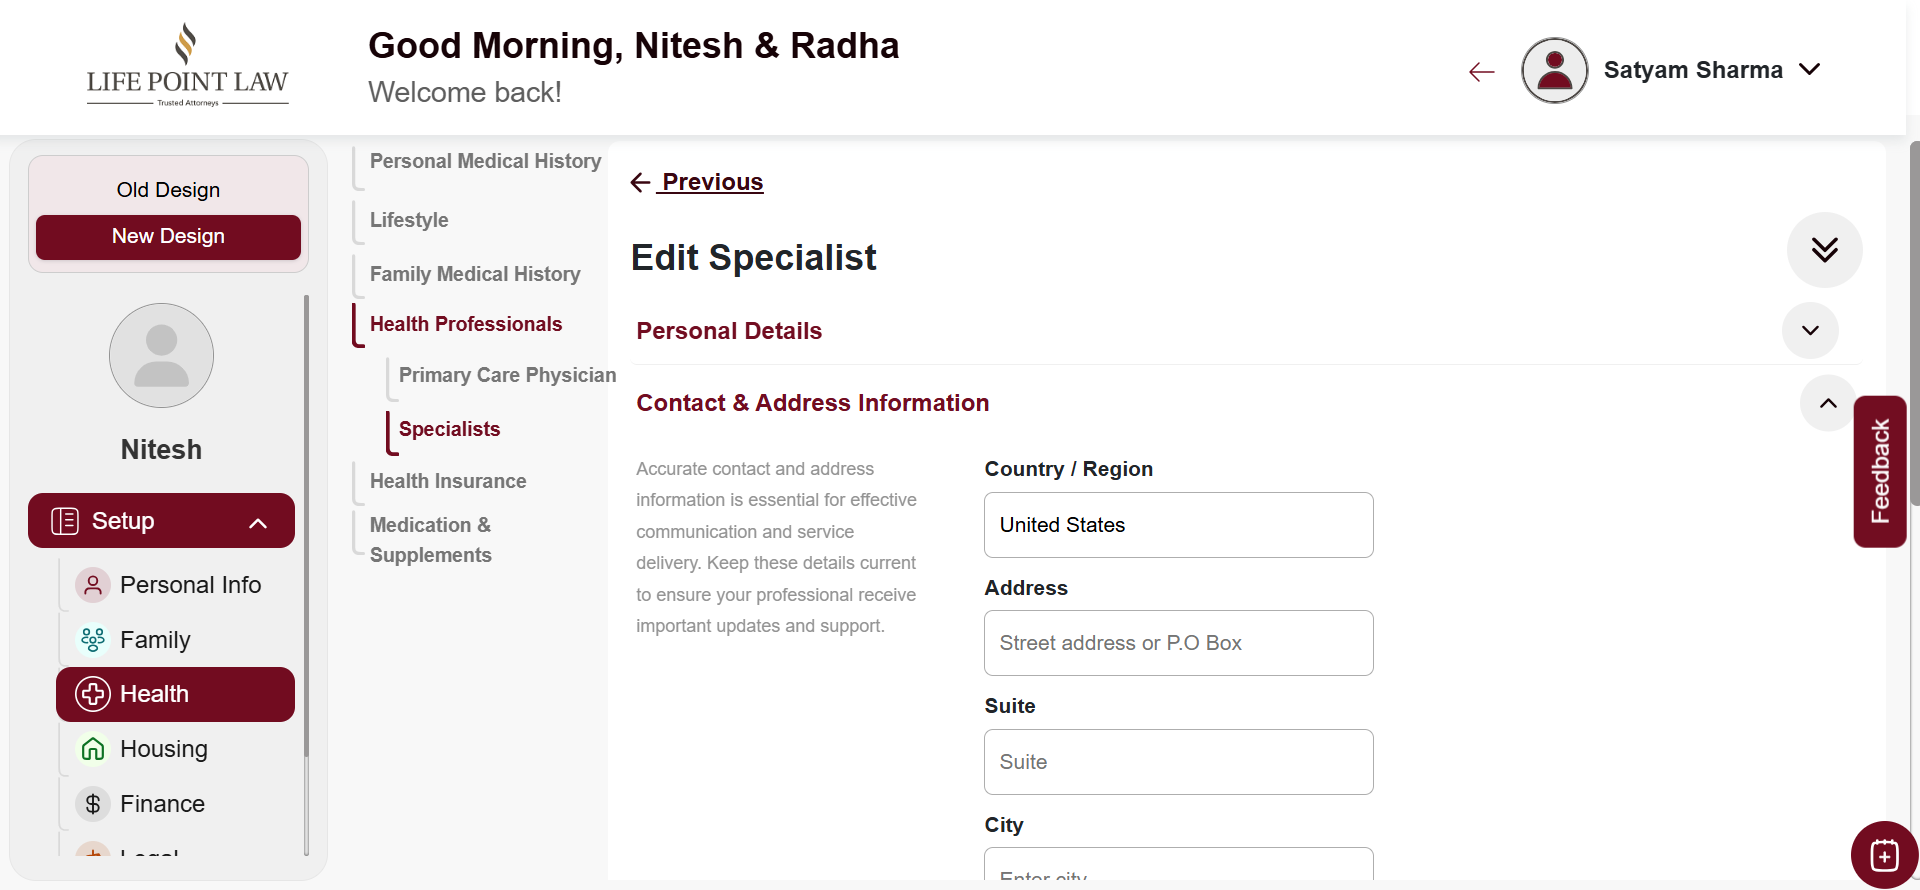 LIFE POINT LAW
Trusted Attorneys
Good Morning, Nitesh & Radha
Welcome back!
Satyam Sharma
Old Design
New Design
Nitesh
Setup
Personal Info
Family
Health
Housing
Finance
Legal
Personal Medical History
Lifestyle
Family Medical History
Health Professionals
Primary Care Physician
Specialists
Health Insurance
Medication &
Supplements
Previous
Edit Specialist
Personal Details
Contact & Address Information
Accurate contact and address
information is essential for effective
communication and service
delivery. Keep these details current
to ensure your professional receive
important updates and support.
Country / Region
United States
Address
Street address or P.O Box
Suite
Suite
City
Enter city
Feedback